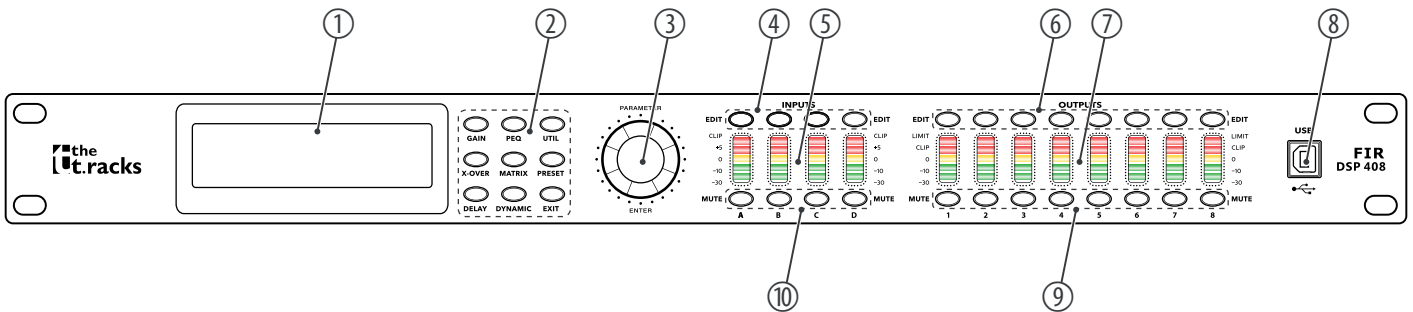 ① ② ③ ④ ⑤ ⑥ ⑦ ⑧
PARAMETER INPUTS OUTPUTS
EDIT EDIT EDIT EDIT
GAIN PEQ UTIL
CLIP CLIP LIMIT LIMIT
+5 +5 CLIP CLIP
0 0 0 0
-10 -10 -10 -10
-30 -30 -30 -30
USB
the
t.racks
FIR
DSP 408
X-OVER MATRIX PRESET
DELAY DYNAMIC EXIT
ENTER
MUTE MUTE MUTE MUTE
A B C D 1 2 3 4 5 6 7 8
⑩ ⑨